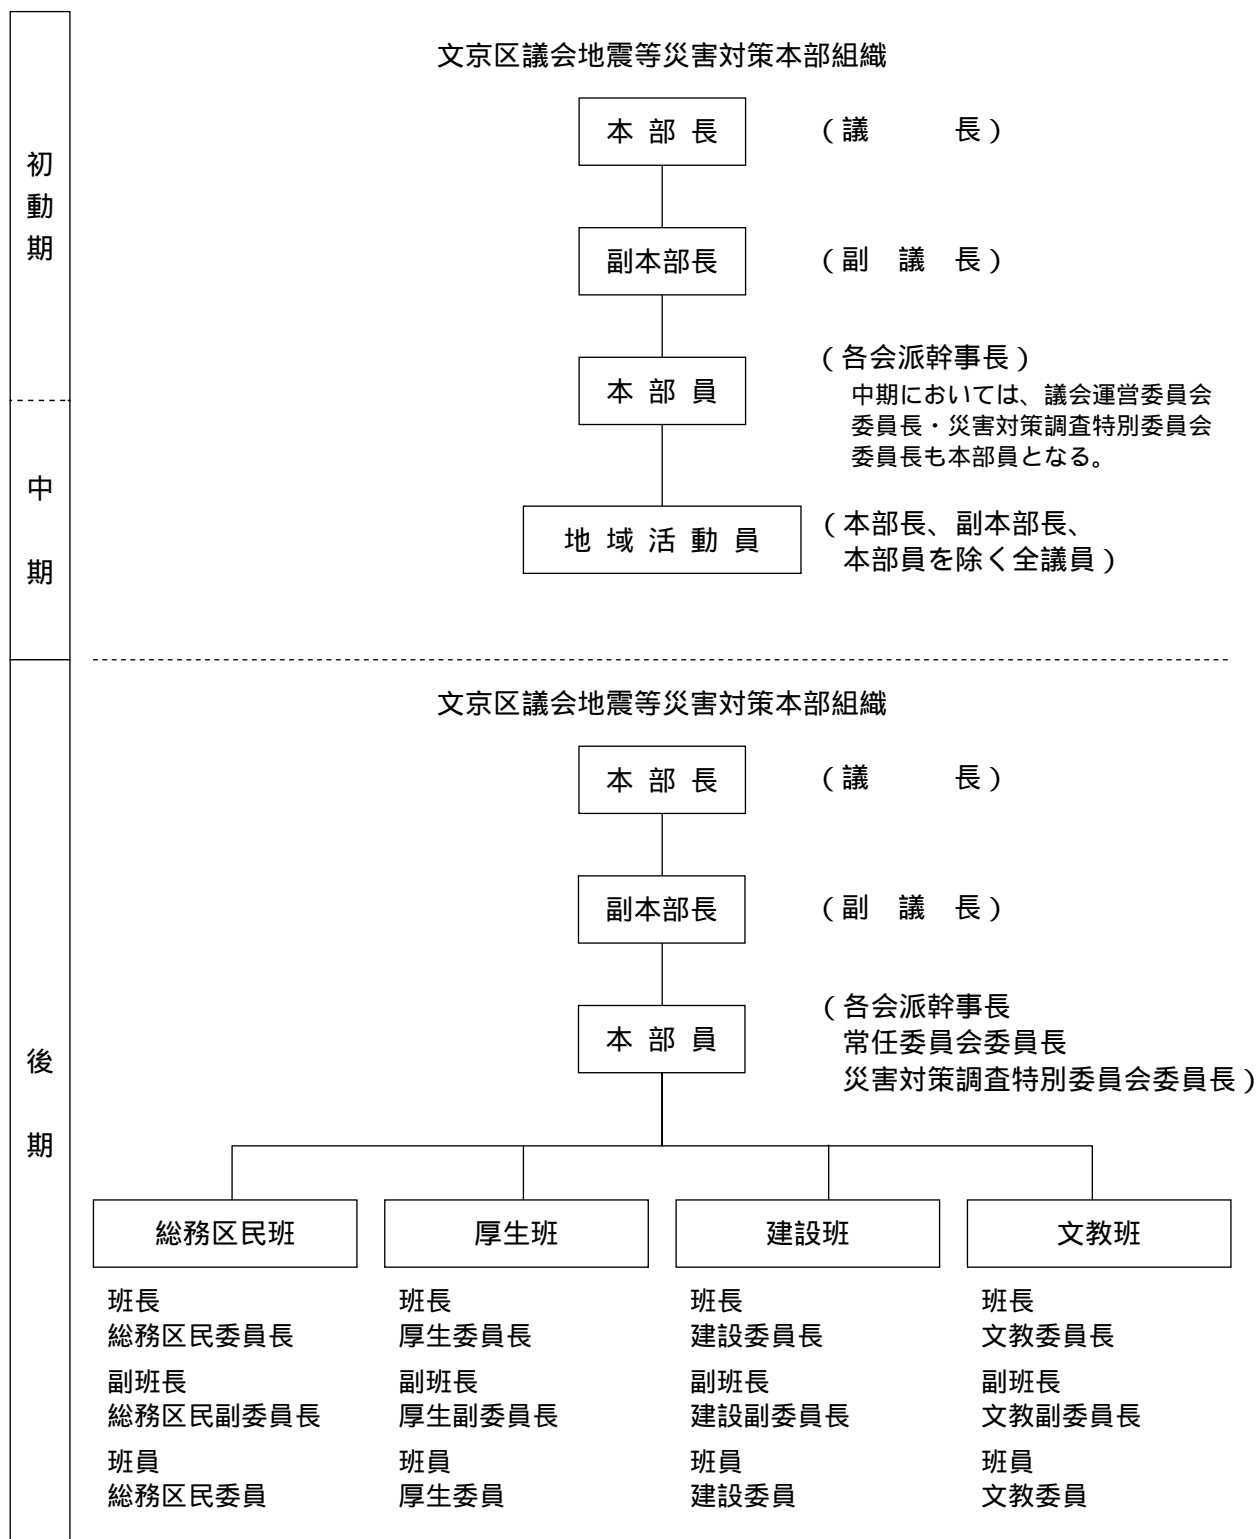 初動期
中期
文京区議会地震等災害対策本部組織
本部長
（議　　　長）
副本部長
（副　議　長）
本部員
（各会派幹事長）
中期においては、議会運営委員会
委員長・災害対策調査特別委員会
委員長も本部員となる。
地域活動員
（本部長、副本部長、
本部員を除く全議員）
後期
文京区議会地震等災害対策本部組織
本部長
（議　　　長）
副本部長
（副　議　長）
本部員
（各会派幹事長
常任委員会委員長
災害対策調査特別委員会委員長）
総務区民班
班長
総務区民委員長
副班長
総務区民副委員長
班員
総務区民委員
厚生班
班長
厚生委員長
副班長
厚生副委員長
班員
厚生委員
建設班
班長
建設委員長
副班長
建設副委員長
班員
建設委員
文教班
班長
文教委員長
副班長
文教副委員長
班員
文教委員